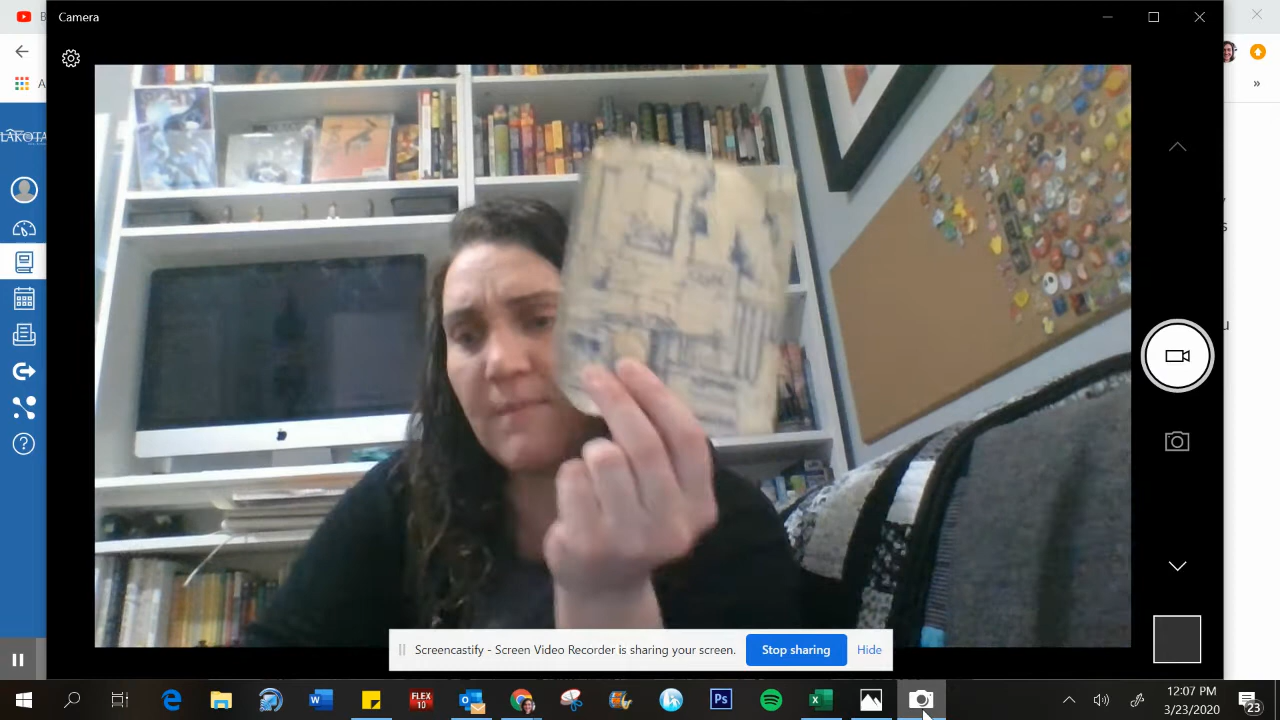 Camera
LAKOTA
Screencastify - Screen Video Recorder is sharing your screen.
Stop sharing
Hide
FLEX
10
Ps
12:07 PM
3/23/2020
23